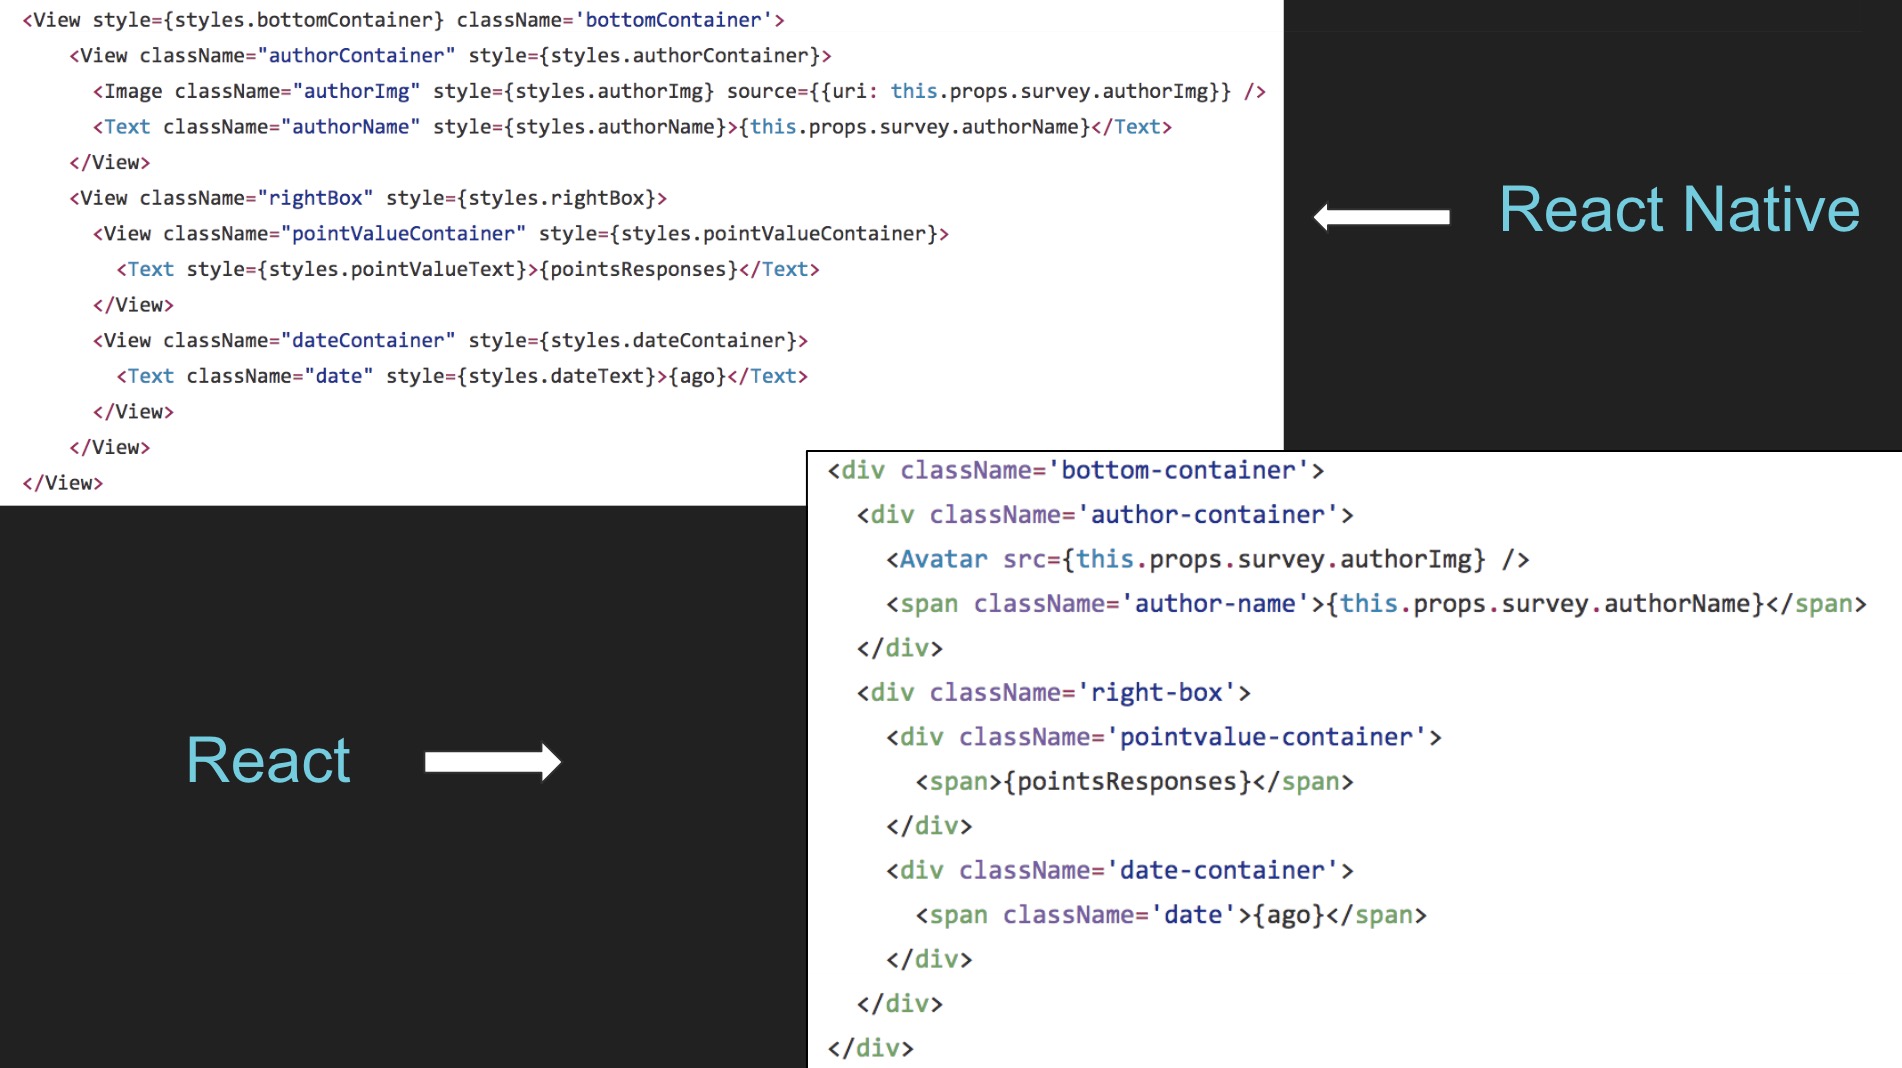 <View style={styles.bottomContainer} className='bottomContainer'>
<View className="authorContainer" style={styles.authorContainer}>
<Image className="authorImg" style={styles.authorImg} source={{uri: this.props.survey.authorImg}} />
<Text className="authorName" style={styles.authorName}>{this.props.survey.authorName}</Text>
</View>
<View className="rightBox" style={styles.rightBox}>
<View className="pointValueContainer" style={styles.pointValueContainer}>
<Text style={styles.pointValueText}>{pointsResponses}</Text>
</View>
<View className="dateContainer" style={styles.dateContainer}>
<Text className="date" style={styles.dateText}>{ago}</Text>
</View>
</View>
</View>
React Native
React
<div className='bottom-container'>
<div className='author-container'>
<Avatar src={this.props.survey.authorImg} />
<span className='author-name'>{this.props.survey.authorName}</span>
</div>
<div className='right-box'>
<div className='pointvalue-container'>
<span>{pointsResponses}</span>
</div>
<div className='date-container'>
<span className='date'>{ago}</span>
</div>
</div>
</div>